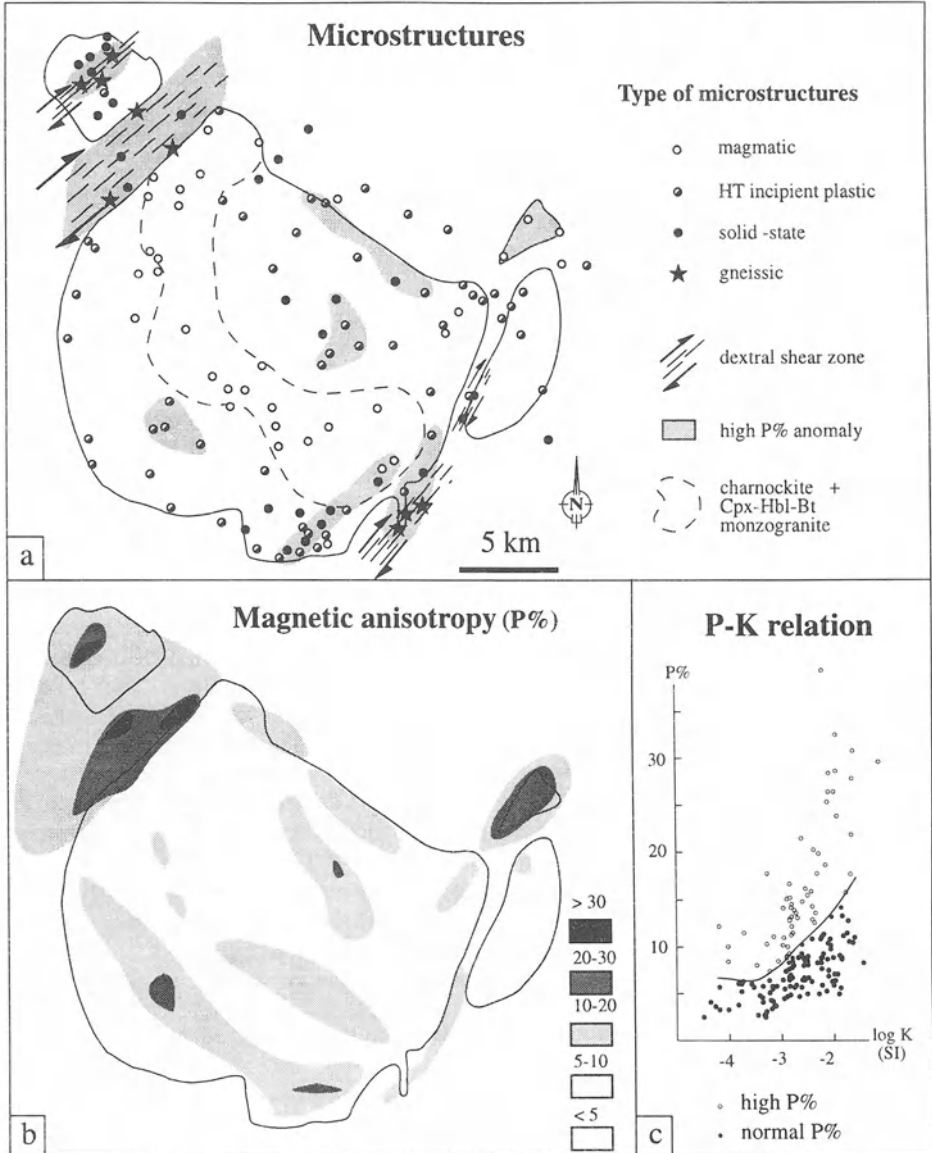 Microstructures
Type of microstructures
magmatic
HT incipient plastic
solid -state
gneissic
dextral shear zone
high P% anomaly
charnockite +
Cpx-Hbl-Bt
monzogranite
N
5 km
a
Magnetic anisotropy (P%)
> 30
20-30
10-20
5-10
< 5
b
P-K relation
P%
30
20
10
log K
(SI)
-4 -3 -2
high P%
normal P%
c